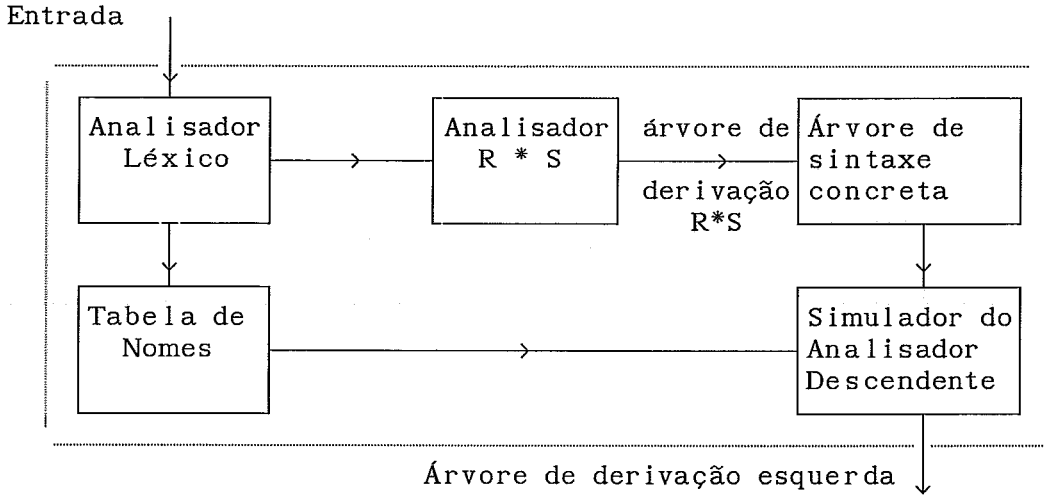 Entrada
Analisador
Léxico
Analisador
R * S
árvore de
derivação
R*S
Árvore de
sintaxe
concreta
Tabela de
Nomes
Simulador do
Analisador
Descendente
Árvore de derivação esquerda